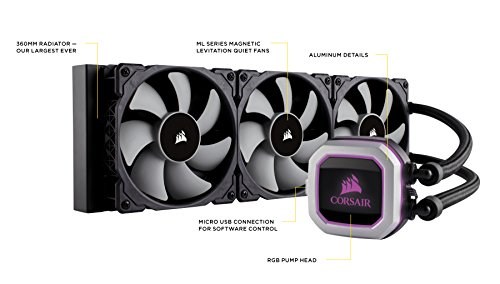 360MM RADIATOR —
OUR LARGEST EVER
ML SERIES MAGNETIC
LEVITATION QUIET FANS
ALUMINUM DETAILS
MICRO USB CONNECTION
FOR SOFTWARE CONTROL
CORSAIR
RGB PUMP HEAD